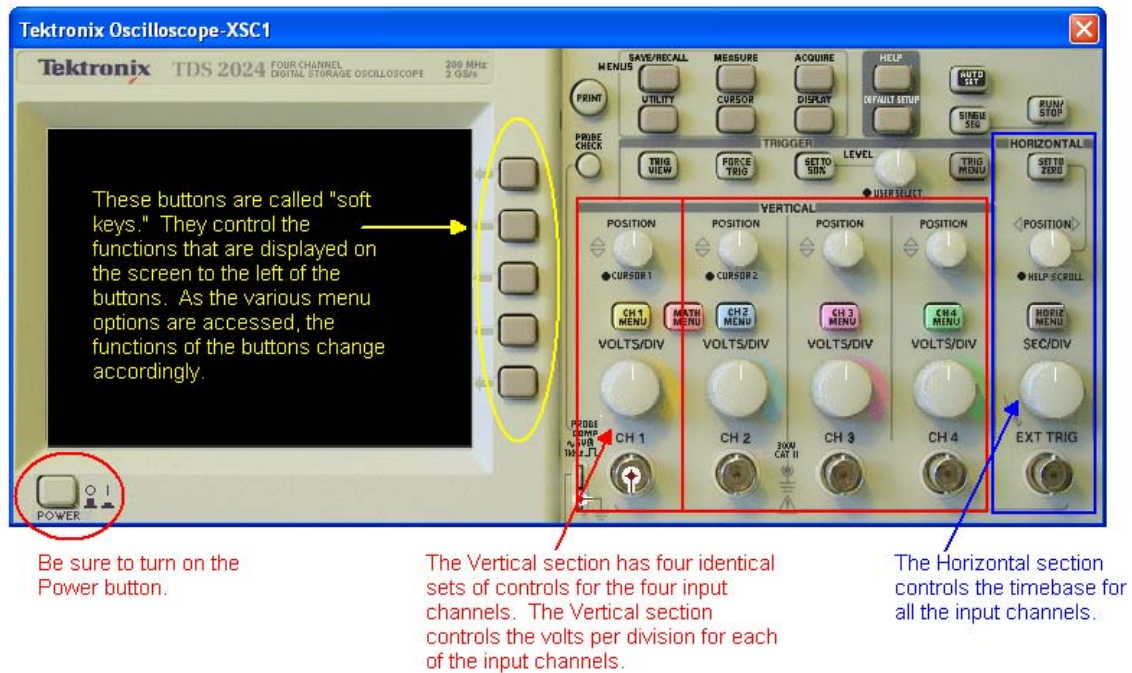 Tektronix Oscilloscope-XSC1
Tektronix TDS 2024 FOUR CHANNEL DIGITAL STORAGE OSCILLOSCOPE 200 MHz 2 GS/s
MENUS
SAVE/RECALL MEASURE ACQUIRE HELP
AUTO SET
PRINT
UTILITY CURSOR DISPLAY DEFAULT SETUP
SINGLE SEQ
RUN/ STOP
PROBE CHECK
TRIGGER
TRIG VIEW
FORCE TRIG
SET TO 50%
LEVEL
USER SELECT
TRIG MENU
HORIZONTAL
SET TO ZERO
These buttons are called "soft
keys." They control the
functions that are displayed on
the screen to the left of the
buttons. As the various menu
options are accessed, the
functions of the buttons change
accordingly.
VERTICAL
POSITION POSITION POSITION POSITION POSITION
CURSOR 1 CURSOR 2 HELP SCROLL
CH 1 MENU
MATH MENU
CH 2 MENU
CH 3 MENU
CH 4 MENU
HORIZ MENU
VOLTS/DIV VOLTS/DIV VOLTS/DIV VOLTS/DIV SEC/DIV
PROBE COMP
~5V
1kHz
CH 1 CH 2 CH 3 CH 4 EXT TRIG
300V
CAT II
POWER
Be sure to turn on the
Power button.
The Vertical section has four identical
sets of controls for the four input
channels. The Vertical section
controls the volts per division for each
of the input channels.
The Horizontal section
controls the timebase for
all the input channels.